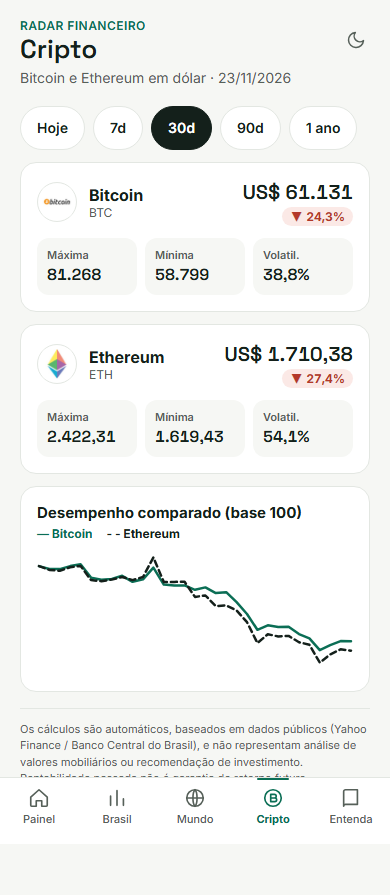 RADAR FINANCEIRO
Cripto
Bitcoin e Ethereum em dólar · 23/11/2026
Hoje 7d 30d 90d 1 ano
bitcoin
Bitcoin
BTC
US$ 61.131
▼ 24,3%
Máxima Mínima Volatil.
81.268 58.799 38,8%
Ethereum
ETH
US$ 1.710,38
▼ 27,4%
Máxima Mínima Volatil.
2.422,31 1.619,43 54,1%
Desempenho comparado (base 100)
— Bitcoin - - Ethereum
Os cálculos são automáticos, baseados em dados públicos (Yahoo
Finance / Banco Central do Brasil), e não representam análise de
valores mobiliários ou recomendação de investimento.
Painel Brasil Mundo Cripto Entenda